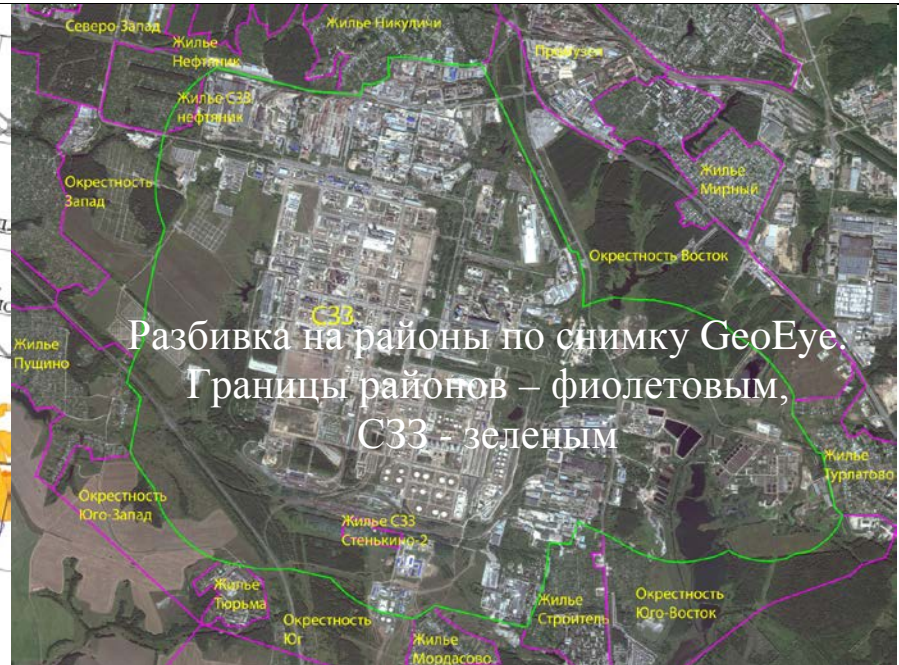 Северо-Запад
Жилье Никуличи
Жилье
Нефтяник
Промузел
Жилье СЗЗ
нефтяник
Окрестность
Запад
Жилье
Мирный
Окрестность Восток
СЗЗ
Разбивка на районы по снимку GeoEye.
Границы районов – фиолетовым,
СЗЗ - зеленым
Жилье
Пущино
Жилье
Турлатово
Окрестность
Юго-Запад
Жилье СЗЗ
Стенькино-2
Жилье
Тюрьма
Окрестность
Юг
Жилье
Мордасово
Жилье
Строитель
Окрестность
Юго-Восток